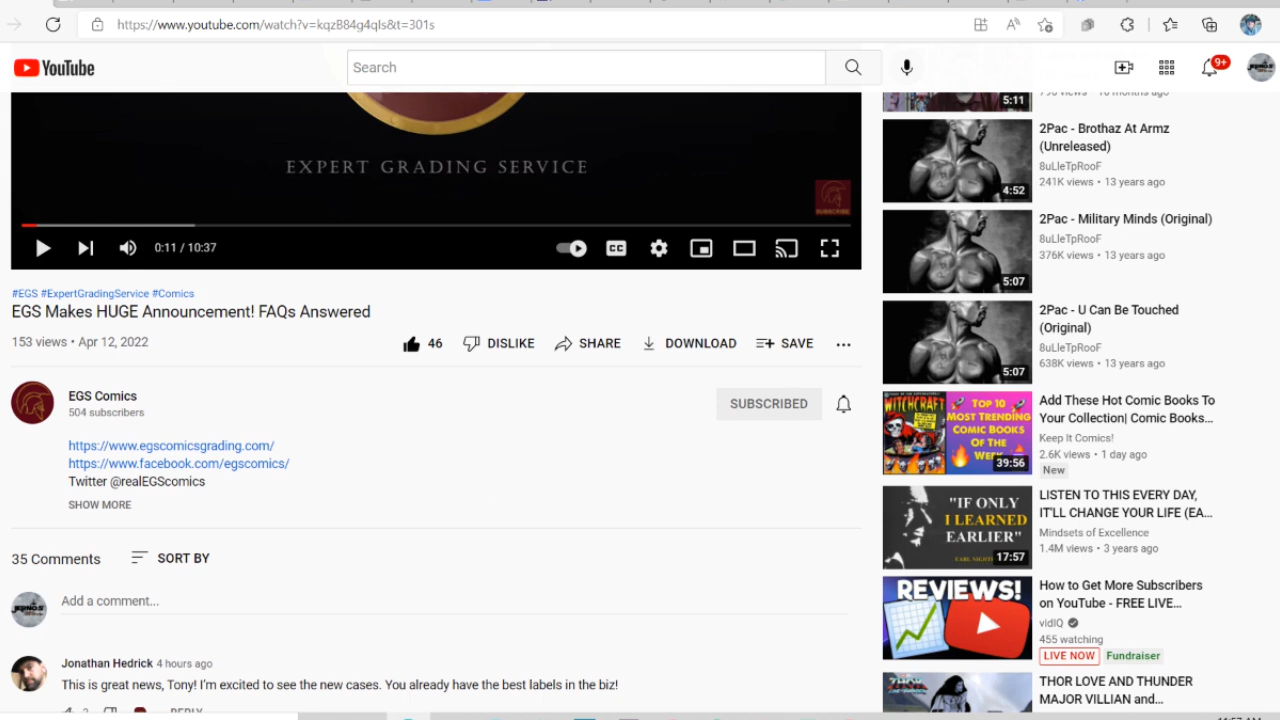 https://www.youtube.com/watch?v=kqzB84g4qIs&t=301s
YouTube
Search
9+
EXPERT GRADING SERVICE
SUBSCRIBE
0:11 / 10:37
CC
#EGS #ExpertGradingService #Comics
EGS Makes HUGE Announcement! FAQs Answered
153 views • Apr 12, 2022
46 DISLIKE SHARE DOWNLOAD SAVE
EGS Comics
504 subscribers
SUBSCRIBED
https://www.egscomicsgrading.com/
https://www.facebook.com/egscomics/
Twitter @realEGScomics
SHOW MORE
35 Comments SORT BY
Add a comment...
Jonathan Hedrick 4 hours ago
This is great news, Tony! I'm excited to see the new cases. You already have the best labels in the biz!
REPLY
5:11
4:52
2Pac - Brothaz At Armz
(Unreleased)
8uLleTpRooF
241K views • 13 years ago
5:07
2Pac - Military Minds (Original)
8uLleTpRooF
376K views • 13 years ago
5:07
2Pac - U Can Be Touched
(Original)
8uLleTpRooF
638K views • 13 years ago
WITCHCRAFT
TOP 10
MOST TRENDING
COMIC BOOKS
OF THE
WEEK
39:56
Add These Hot Comic Books To
Your Collection| Comic Books...
Keep It Comics!
2.6K views • 1 day ago
New
"IF ONLY
I LEARNED
EARLIER"
17:57
LISTEN TO THIS EVERY DAY,
IT'LL CHANGE YOUR LIFE (EA...
Mindsets of Excellence
1.4M views • 3 years ago
REVIEWS!
How to Get More Subscribers
on YouTube - FREE LIVE...
vidIQ
455 watching
LIVE NOW Fundraiser
THOR
THOR LOVE AND THUNDER
MAJOR VILLIAN and...